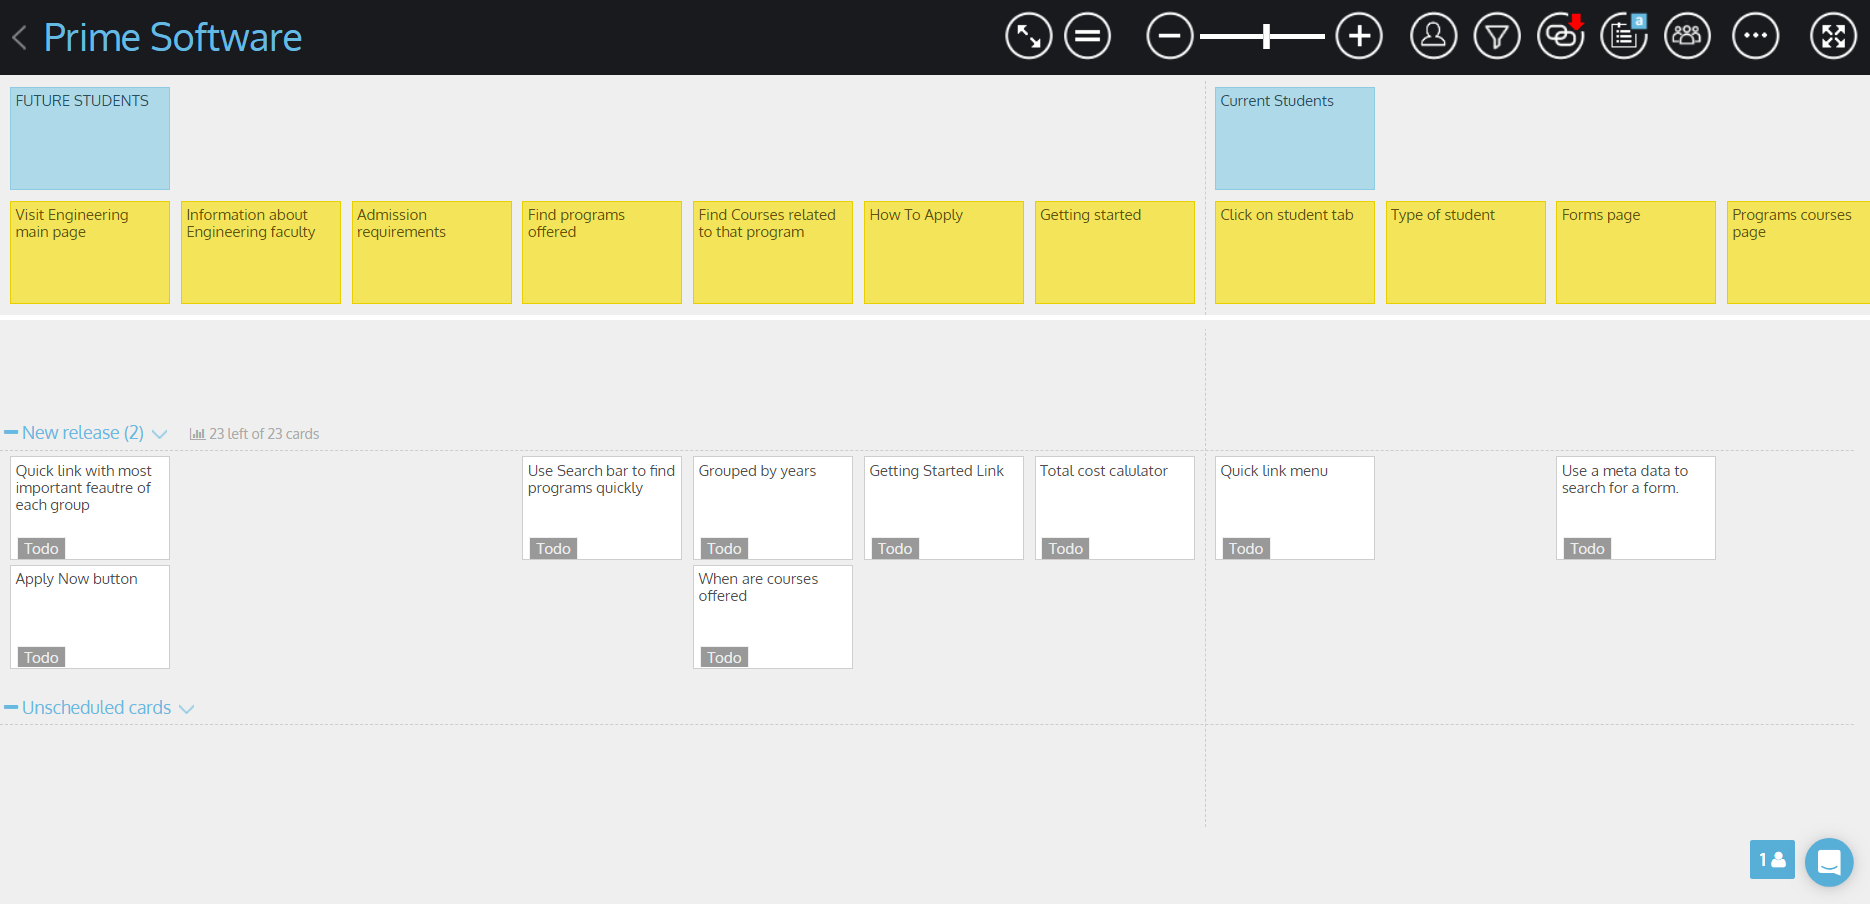 Prime Software
a
FUTURE STUDENTS
Current Students
Visit Engineering
main page
Information about
Engineering faculty
Admission
requirements
Find programs
offered
Find Courses related
to that program
How To Apply
Getting started
Click on student tab
Type of student
Forms page
Programs courses
page
New release (2)
23 left of 23 cards
Quick link with most
important feautre of
each group
Todo
Use Search bar to find
programs quickly
Todo
Grouped by years
Todo
Getting Started Link
Todo
Total cost calulator
Todo
Quick link menu
Todo
Use a meta data to
search for a form.
Todo
Apply Now button
Todo
When are courses
offered
Todo
Unscheduled cards
1